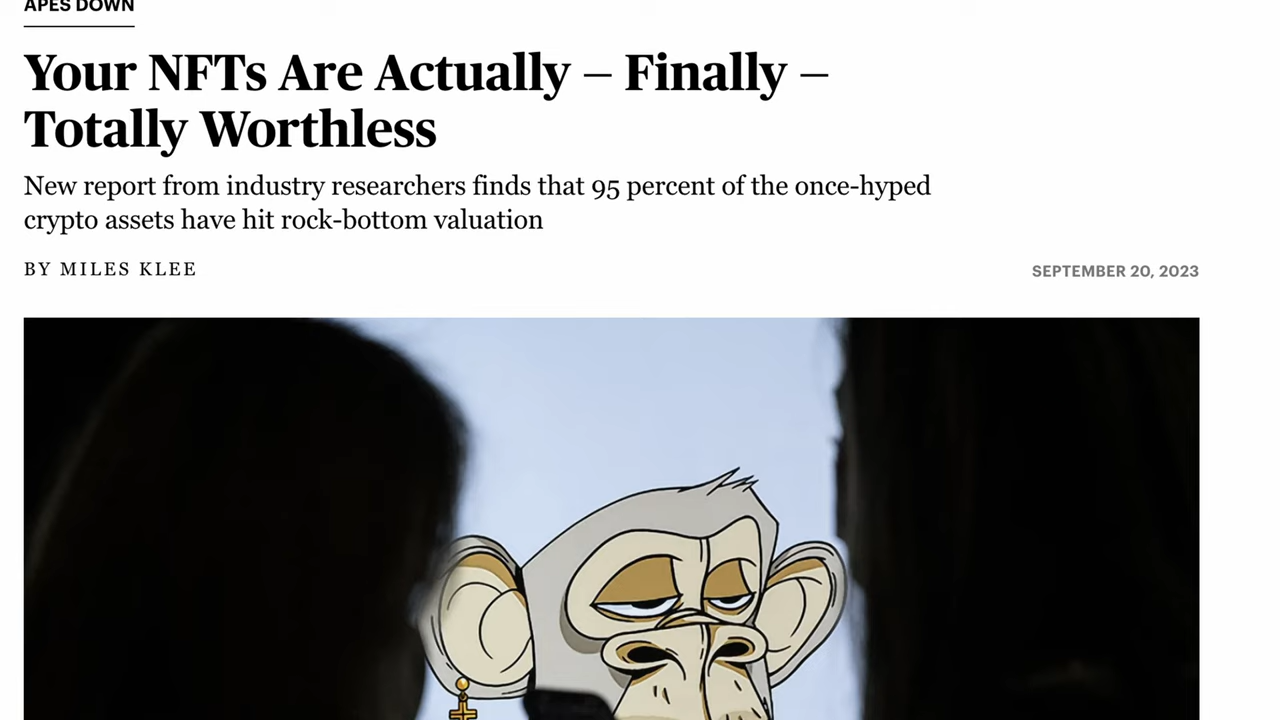 APES DOWN
Your NFTs Are Actually – Finally –
Totally Worthless
New report from industry researchers finds that 95 percent of the once-hyped
crypto assets have hit rock-bottom valuation
BY MILES KLEE
SEPTEMBER 20, 2023